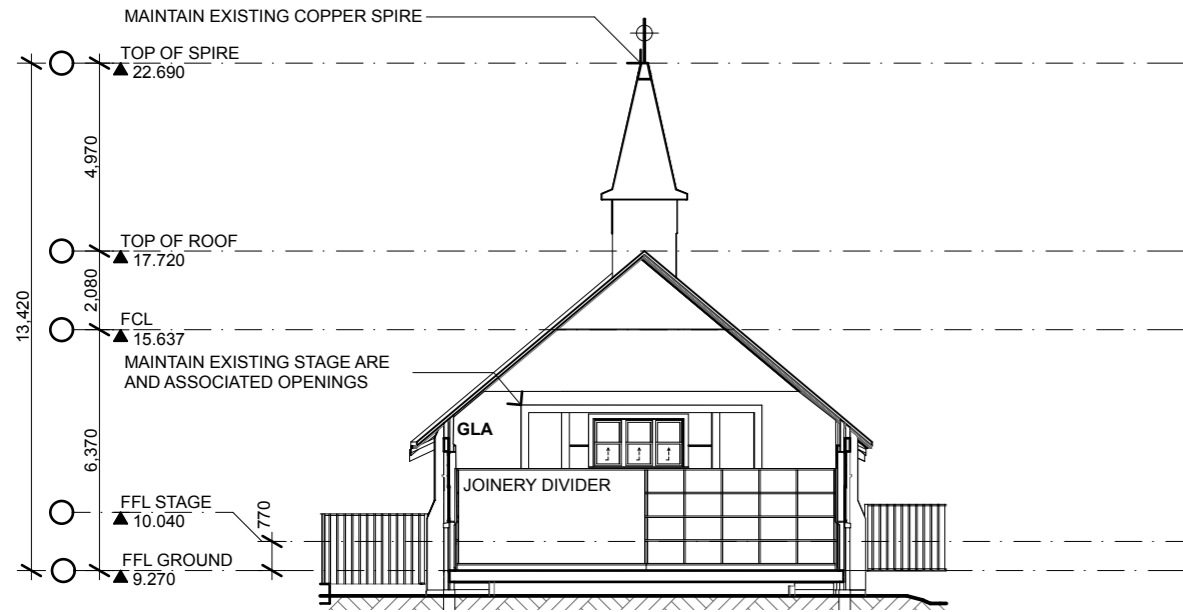 MAINTAIN EXISTING COPPER SPIRE
TOP OF SPIRE
22.690
4,970
TOP OF ROOF
17.720
13,420
2,080
FCL
15.637
MAINTAIN EXISTING STAGE ARE
AND ASSOCIATED OPENINGS
GLA
6,370
JOINERY DIVIDER
FFL STAGE
10.040
770
FFL GROUND
9.270